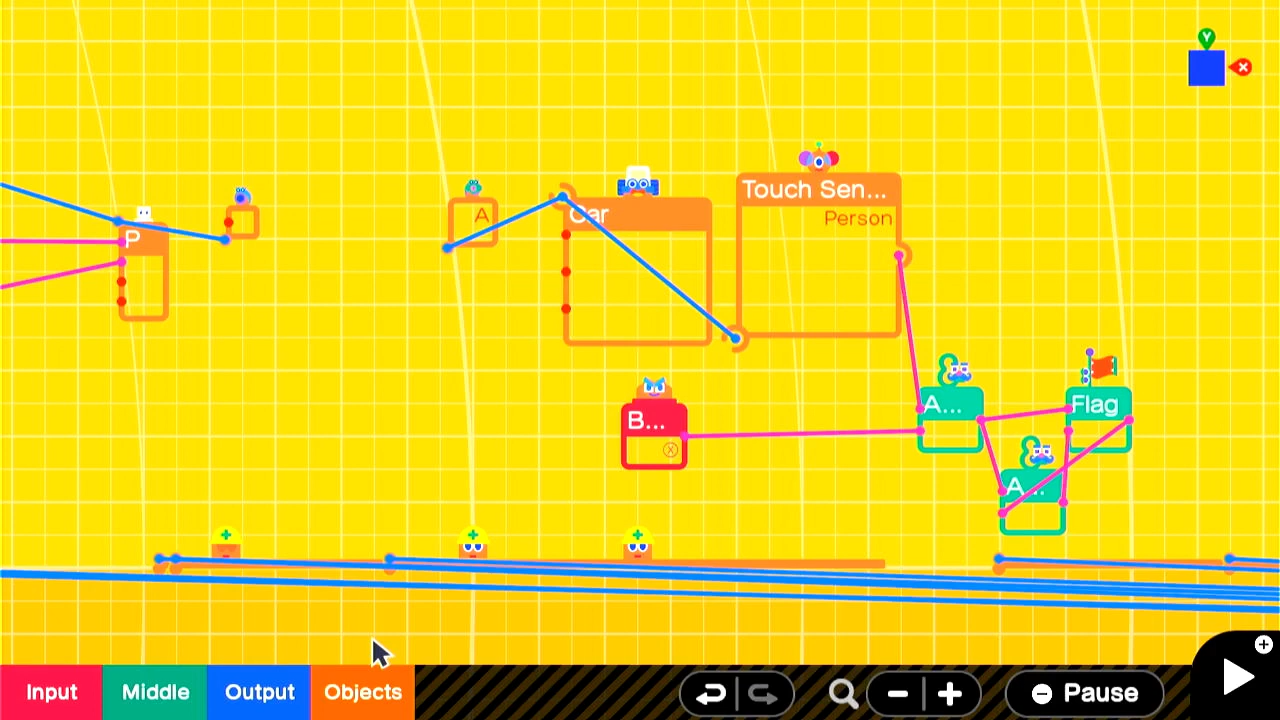 Y
X
P
A
Car
Touch Sen...
Person
B...
X
A...
Flag
A...
Input
Middle
Output
Objects
Pause